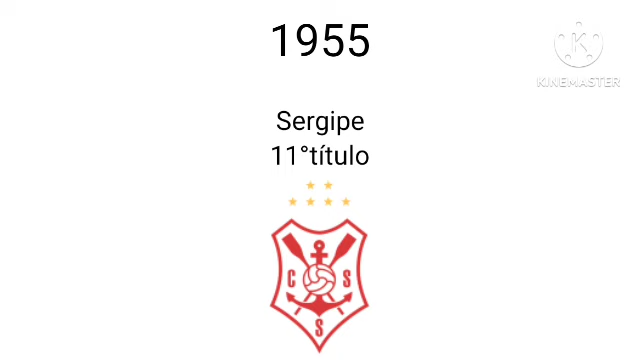 1955
KINEMASTER
Sergipe
11°título
C S
S